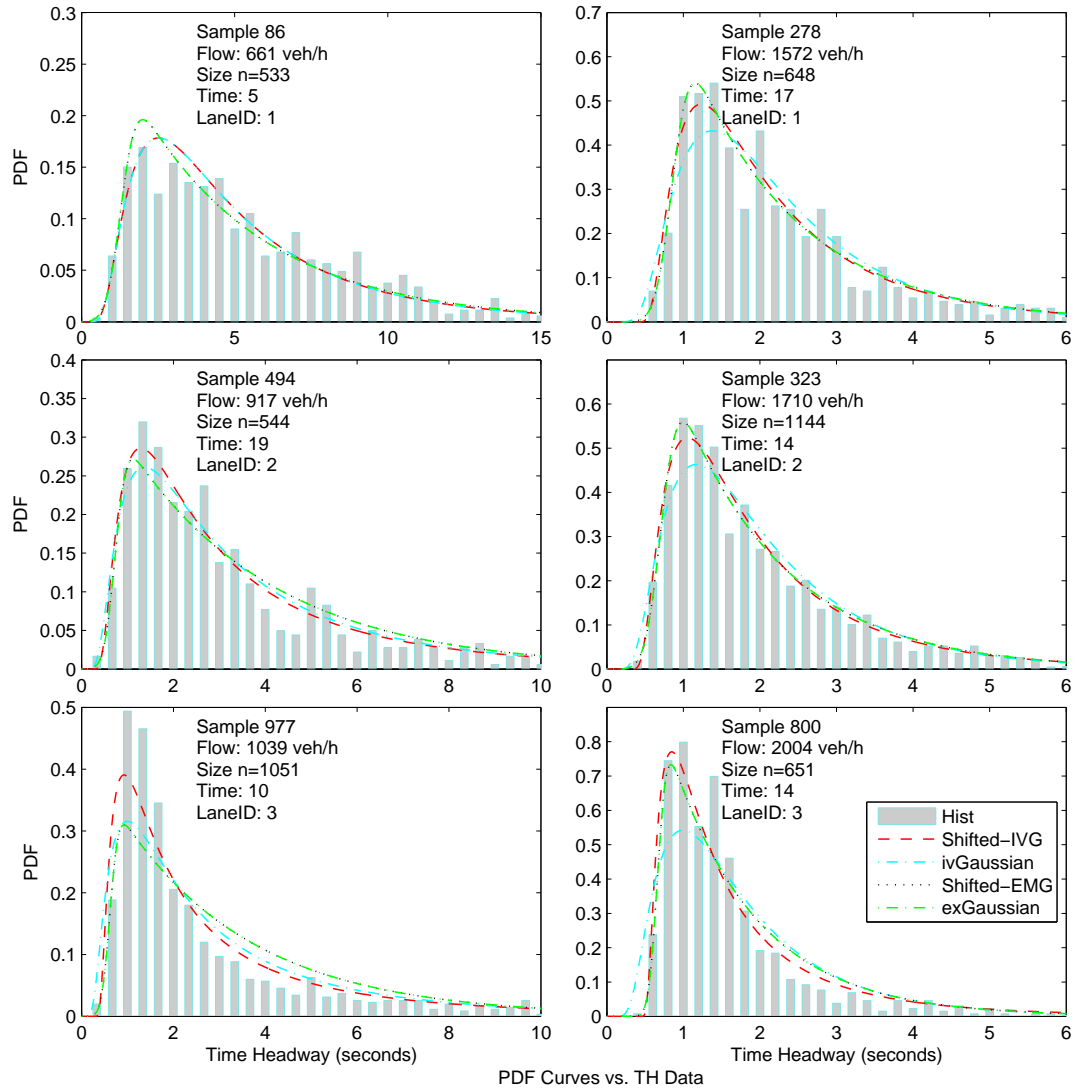 0.3
0.25
0.2
0.15
0.1
0.05
0
PDF
5
10
15
Sample 86
Flow: 661 veh/h
Size n=533
Time: 5
LaneID: 1
0.7
0.6
0.5
0.4
0.3
0.2
0.1
0
0
1
2
3
4
5
6
Sample 278
Flow: 1572 veh/h
Size n=648
Time: 17
LaneID: 1
0.4
0.35
0.3
0.25
0.2
0.15
0.1
0.05
0
PDF
0
2
4
6
8
10
Sample 494
Flow: 917 veh/h
Size n=544
Time: 19
LaneID: 2
0.6
0.5
0.4
0.3
0.2
0.1
0
0
1
2
3
4
5
6
Sample 323
Flow: 1710 veh/h
Size n=1144
Time: 14
LaneID: 2
0.5
0.4
0.3
0.2
0.1
0
PDF
0
2
4
6
8
10
Time Headway (seconds)
Sample 977
Flow: 1039 veh/h
Size n=1051
Time: 10
LaneID: 3
0.8
0.7
0.6
0.5
0.4
0.3
0.2
0.1
0
0
1
2
3
4
5
6
Time Headway (seconds)
Sample 800
Flow: 2004 veh/h
Size n=651
Time: 14
LaneID: 3
Hist
Shifted−IVG
ivGaussian
Shifted−EMG
exGaussian
PDF Curves vs. TH Data